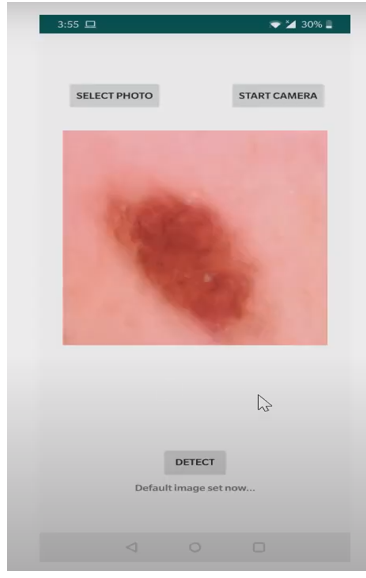 3:55 30%
SELECT PHOTO START CAMERA
DETECT
Default image set now...